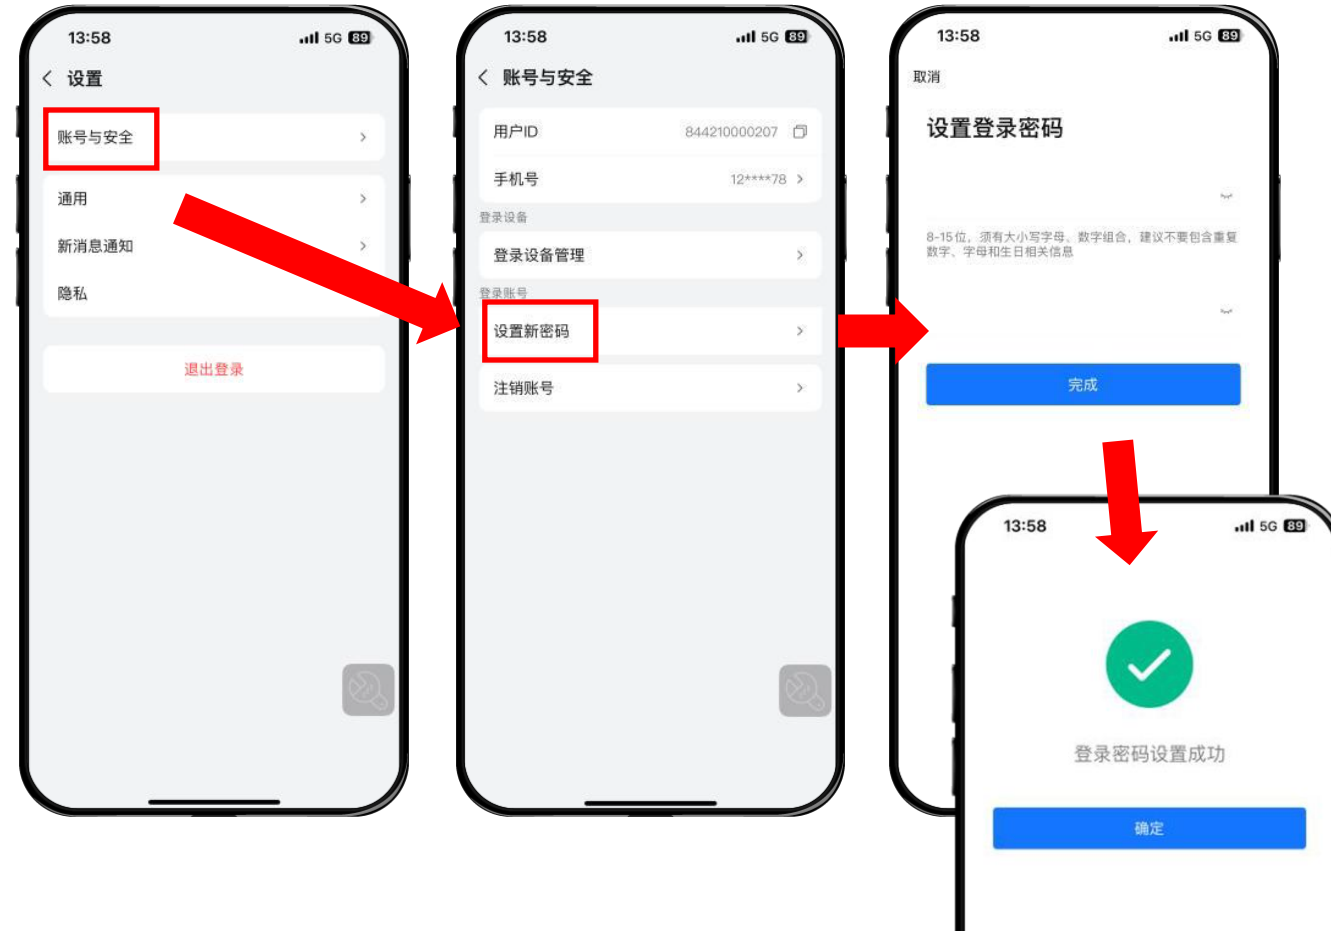 13:58 5G 89
设置
账号与安全
通用
新消息通知
隐私
退出登录
13:58 5G 89
账号与安全
用户ID 844210000207
手机号 12****78
登录设备
登录设备管理
登录账号
设置新密码
注销账号
13:58 5G 89
取消
设置登录密码
8-15位，须有大小写字母、数字组合，建议不要包含重复
数字、字母和生日相关信息
完成
13:58 5G 89
登录密码设置成功
确定